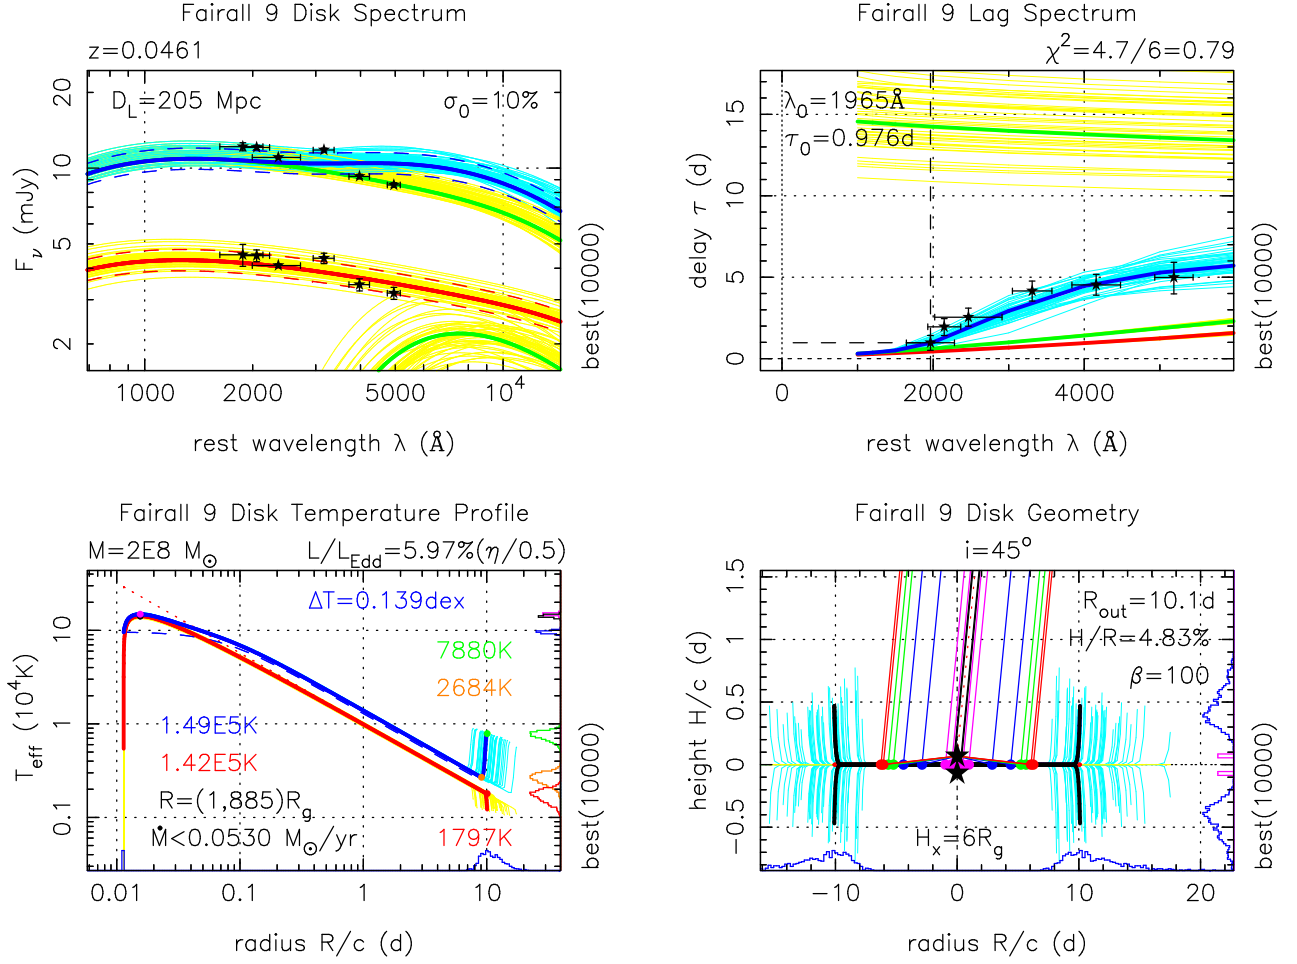 Fairall 9 Disk Spectrum
z=0.0461
D_L=205 Mpc
σ_0=10%
F_ν (mJy)
20
10
5
2
1000
2000
5000
10^4
rest wavelength λ (Å)
best(10000)
Fairall 9 Lag Spectrum
χ²=4.7/6=0.79
λ_0=1965Å
τ_0=0.976d
delay τ (d)
15
10
5
0
0
2000
4000
rest wavelength λ (Å)
best(10000)
Fairall 9 Disk Temperature Profile
M=2E8 M_⊙
L/L_Edd=5.97%(η/0.5)
ΔT=0.139dex
7880K
2684K
1.49E5K
1.42E5K
R=(1,885)R_g
Ṁ<0.0530 M_⊙/yr
1797K
T_eff (10^4K)
10
1
0.1
0.01
0.1
1
10
radius R/c (d)
best(10000)
Fairall 9 Disk Geometry
i=45°
R_out=10.1d
H/R=4.83%
β=100
H_x=6R_g
height H/c (d)
1.5
1
0.5
0
−0.5
−10
0
10
20
radius R/c (d)
best(10000)